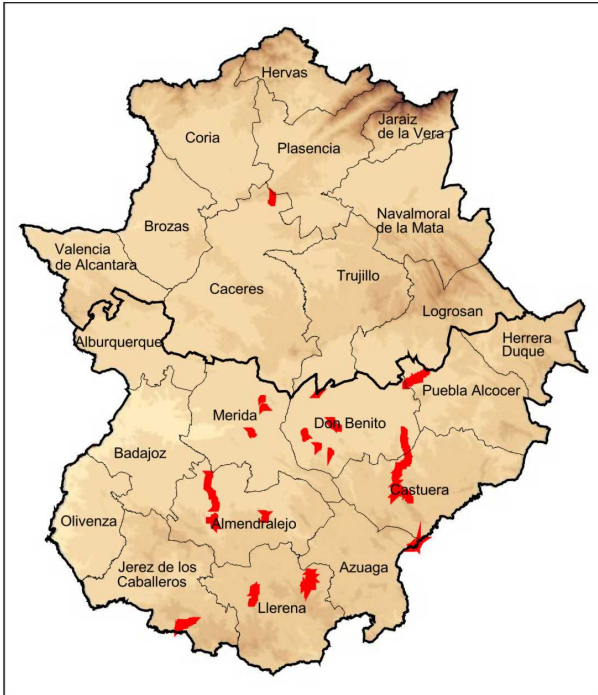 Hervas
Jaraiz
de la Vera
Coria
Plasencia
Brozas
Navalmoral
de la Mata
Valencia
de Alcantara
Caceres
Trujillo
Logrosan
Alburquerque
Herrera
Duque
Puebla Alcocer
Merida
Don Benito
Badajoz
Castuera
Olivenza
Almendralejo
Jerez de los
Caballeros
Azuaga
Llerena